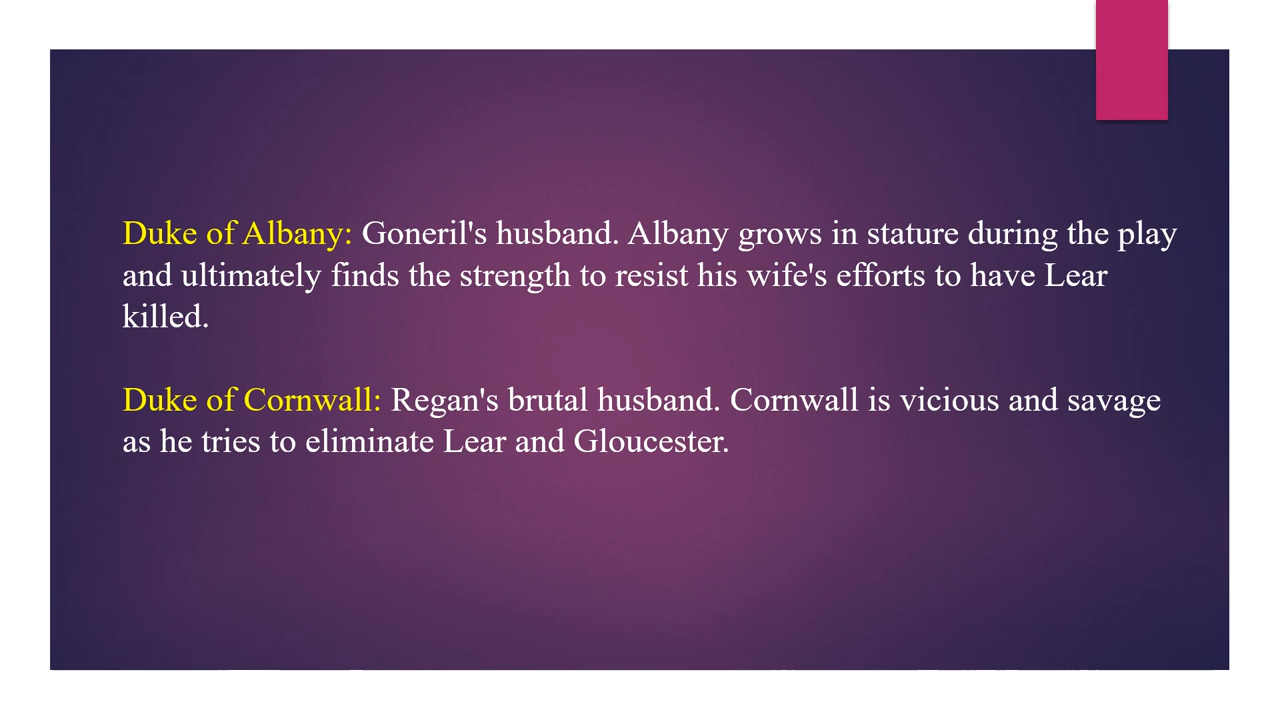 Duke of Albany: Goneril's husband. Albany grows in stature during the play
and ultimately finds the strength to resist his wife's efforts to have Lear
killed.
Duke of Cornwall: Regan's brutal husband. Cornwall is vicious and savage
as he tries to eliminate Lear and Gloucester.